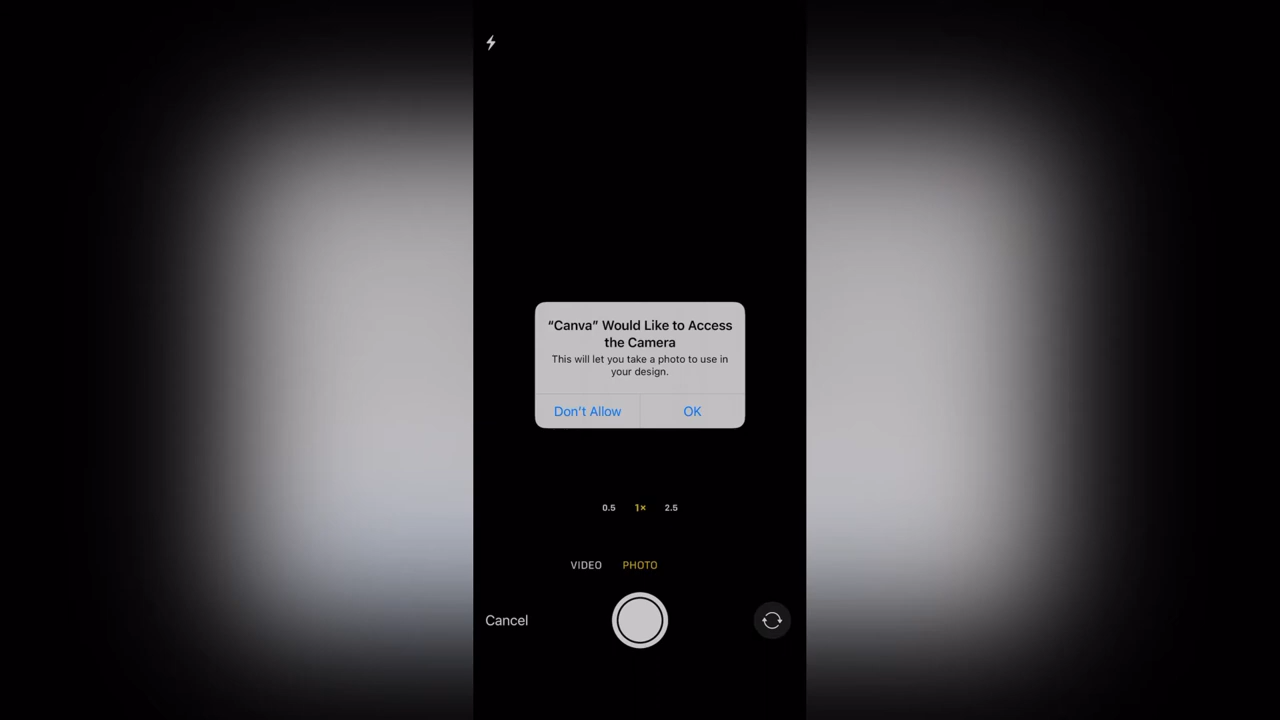 “Canva” Would Like to Access
the Camera
This will let you take a photo to use in
your design.
Don’t Allow
OK
0.5
1×
2.5
VIDEO
PHOTO
Cancel